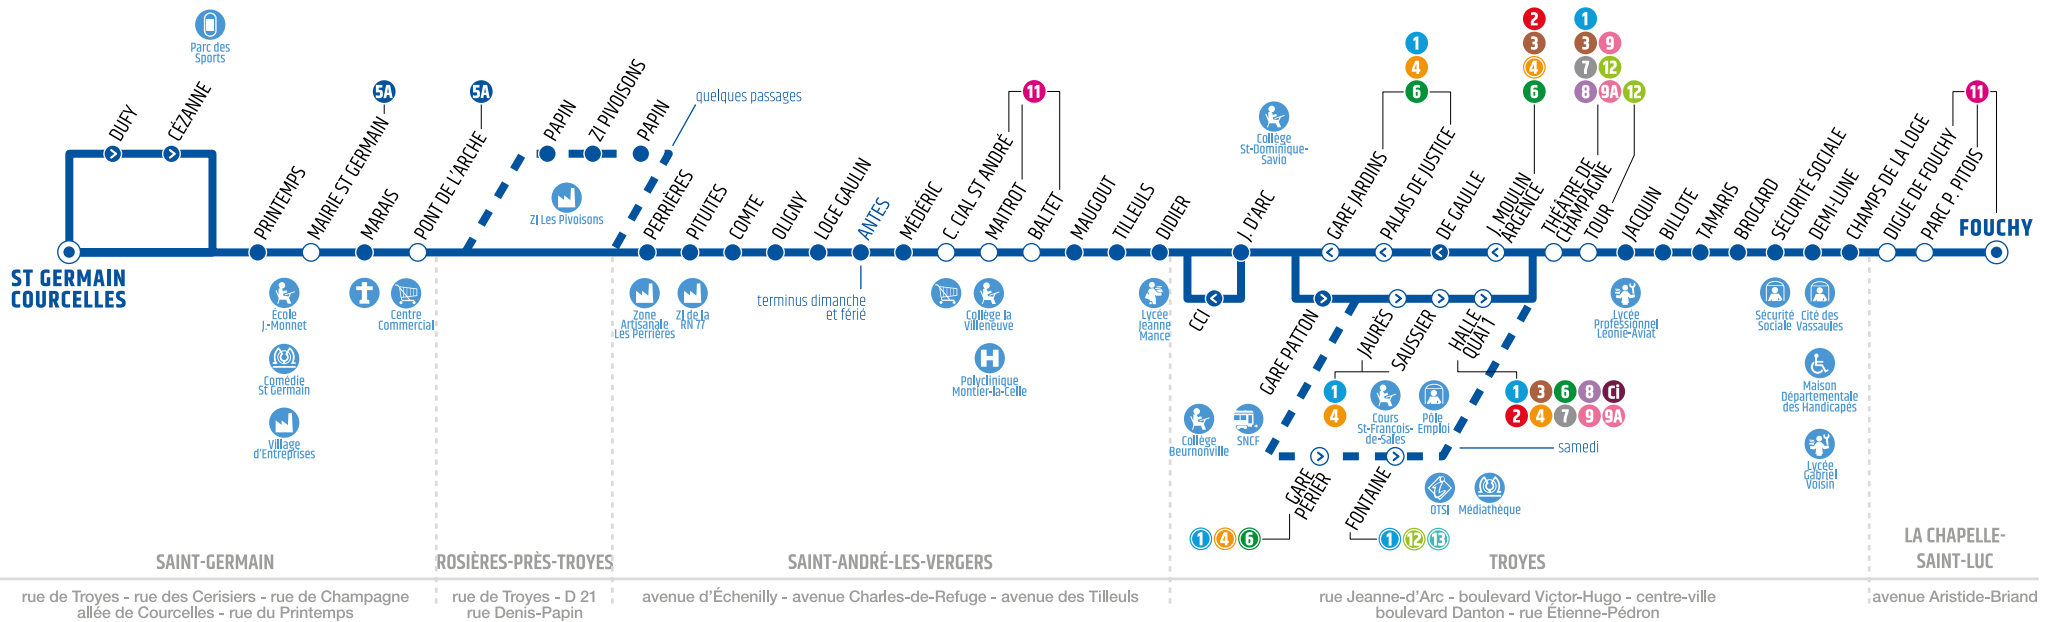 Parc des
Sports
DUFY
CÉZANNE
ST GERMAIN
COURCELLES
PRINTEMPS
MAIRIE ST GERMAIN
5A
MARAIS
PONT DE L'ARCHE
5A
École
J.-Monnet
Comédie
St Germain
Village
d'Entreprises
Centre
Commercial
PAPIN
ZI PIVOISONS
PAPIN
quelques passages
ZI Les Pivoisons
PERRIÈRES
PITUITES
COMTE
OLIGNY
LOGE GAULIN
ANTES
MÉDÉRIC
C. CIAL ST ANDRÉ
MAITROT
BALTET
11
MAUGOUT
TILLEULS
DIDIER
Zone
Artisanale
Les Perrières
ZI de la
RN 77
terminus dimanche
et férié
Collège la
Villeneuve
H
Polyclinique
Montier-la-Celle
Lycée
Jeanne
Mance
CCI
J. D'ARC
Collège
St-Dominique-
Savio
GARE JARDINS
PALAIS DE JUSTICE
1
4
6
DE GAULLE
J. MOULIN
ARGENCE
2
3
4
6
THÉÂTRE DE
CHAMPAGNE
1
3 9
7 12
8 9A
TOUR
12
GARE PATTON
JAURÈS
SAUSSIER
1
4
HALLE
QUAI 1
1 3 6 8 Ci
2 4 7 9 9A
Collège
Beurnonville
SNCF
Cours
St-François-
de-Sales
Pôle
Emploi
samedi
GARE
PERIER
1 4 6
FONTAINE
1 12 13
OTSI
Médiathèque
JACQUIN
BILLOTE
TAMARIS
BROCARD
SÉCURITÉ SOCIALE
DEMI-LUNE
CHAMPS DE LA LOGE
DIGUE DE FOUCHY
PARC P. PITOIS
11
FOUCHY
Lycée
Professionnel
Léonie-Aviat
Sécurité
Sociale
Cité des
Vassaules
Maison
Départementale
des Handicapés
Lycée
Gabriel
Voisin
SAINT-GERMAIN
rue de Troyes - rue des Cerisiers - rue de Champagne
allée de Courcelles - rue du Printemps
ROSIÈRES-PRÈS-TROYES
rue de Troyes - D 21
rue Denis-Papin
SAINT-ANDRÉ-LES-VERGERS
avenue d'Échenilly - avenue Charles-de-Refuge - avenue des Tilleuls
TROYES
rue Jeanne-d'Arc - boulevard Victor-Hugo - centre-ville
boulevard Danton - rue Étienne-Pédron
LA CHAPELLE-
SAINT-LUC
avenue Aristide-Briand